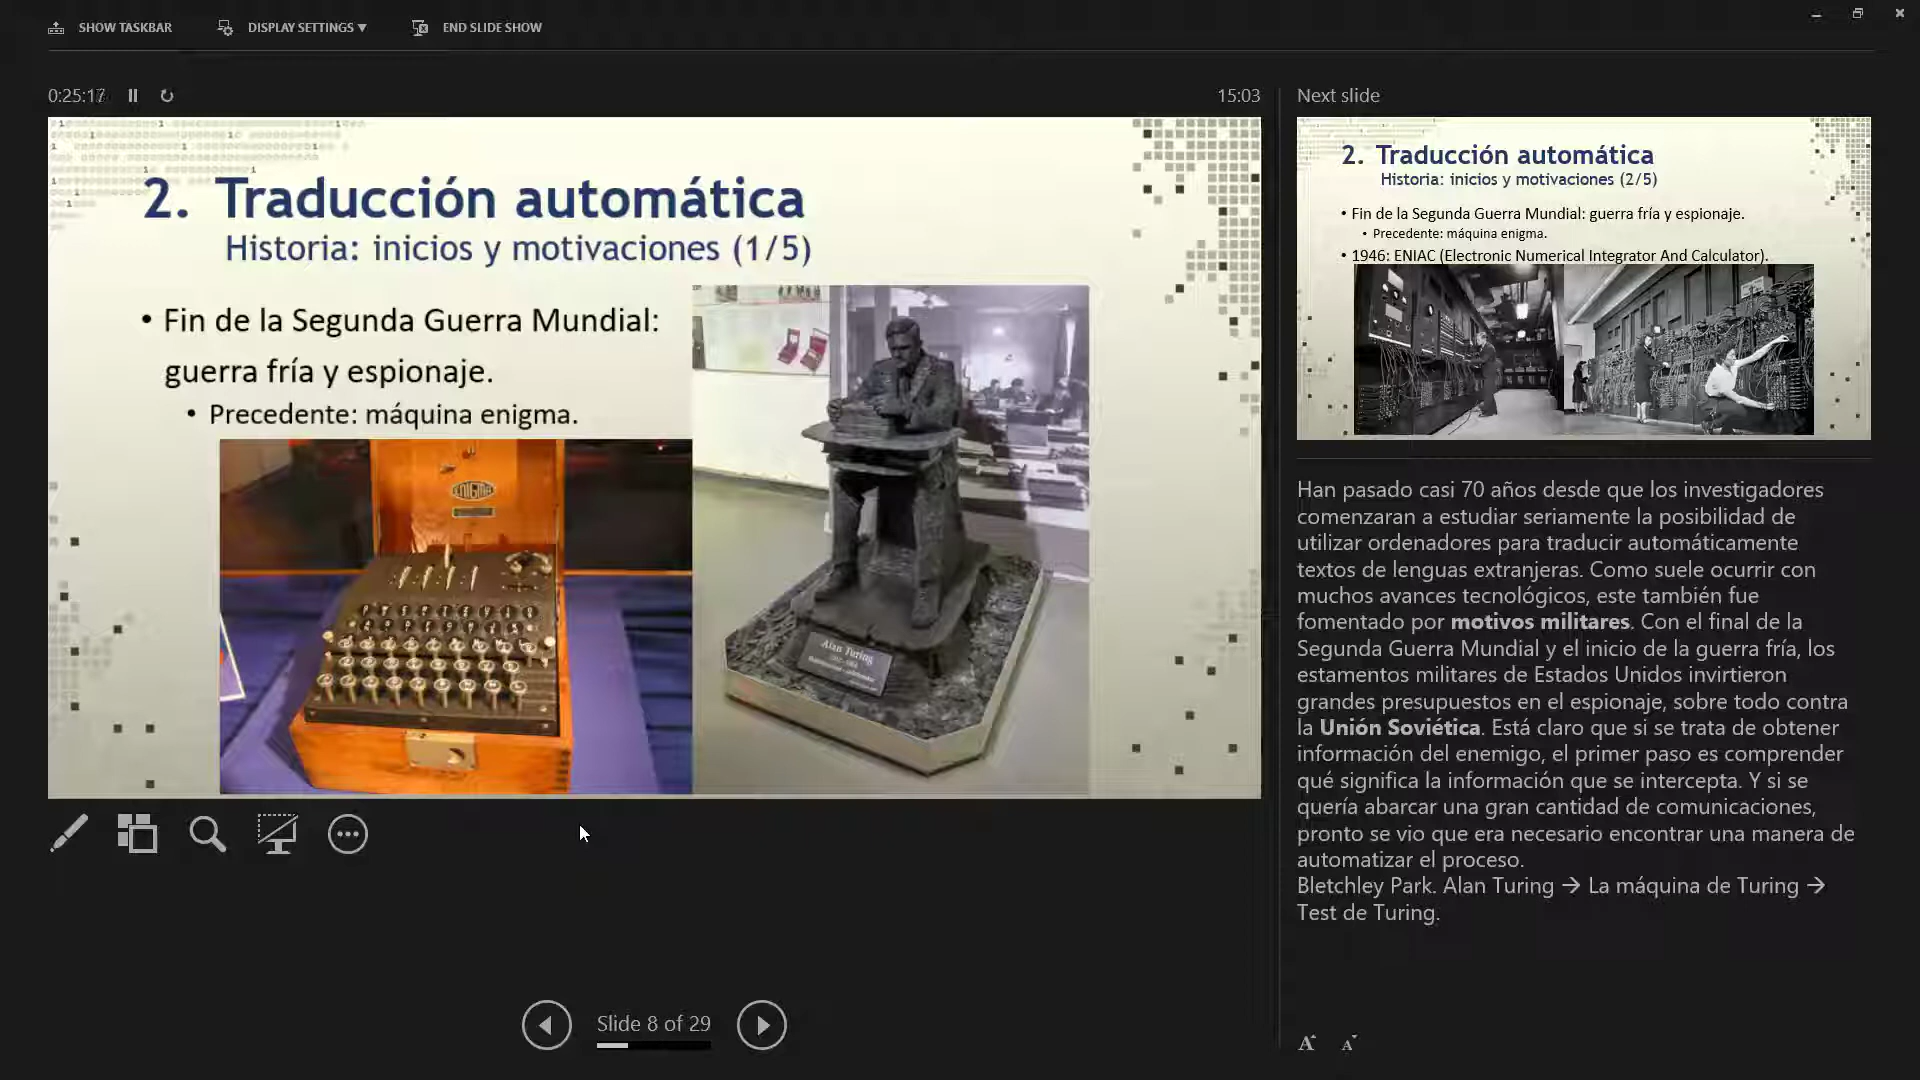 SHOW TASKBAR
DISPLAY SETTINGS ▼
END SLIDE SHOW
0:25:17
15:03
2. Traducción automática
Historia: inicios y motivaciones (1/5)
• Fin de la Segunda Guerra Mundial:
guerra fría y espionaje.
• Precedente: máquina enigma.
ENIGMA
Alan Turing
Slide 8 of 29
Next slide
2. Traducción automática
Historia: inicios y motivaciones (2/5)
• Fin de la Segunda Guerra Mundial: guerra fría y espionaje.
• Precedente: máquina enigma.
• 1946: ENIAC (Electronic Numerical Integrator And Calculator).
Han pasado casi 70 años desde que los investigadores
comenzaran a estudiar seriamente la posibilidad de
utilizar ordenadores para traducir automáticamente
textos de lenguas extranjeras. Como suele ocurrir con
muchos avances tecnológicos, este también fue
fomentado por motivos militares. Con el final de la
Segunda Guerra Mundial y el inicio de la guerra fría, los
estamentos militares de Estados Unidos invirtieron
grandes presupuestos en el espionaje, sobre todo contra
la Unión Soviética. Está claro que si se trata de obtener
información del enemigo, el primer paso es comprender
qué significa la información que se intercepta. Y si se
quería abarcar una gran cantidad de comunicaciones,
pronto se vio que era necesario encontrar una manera de
automatizar el proceso.
Bletchley Park. Alan Turing → La máquina de Turing →
Test de Turing.
A A